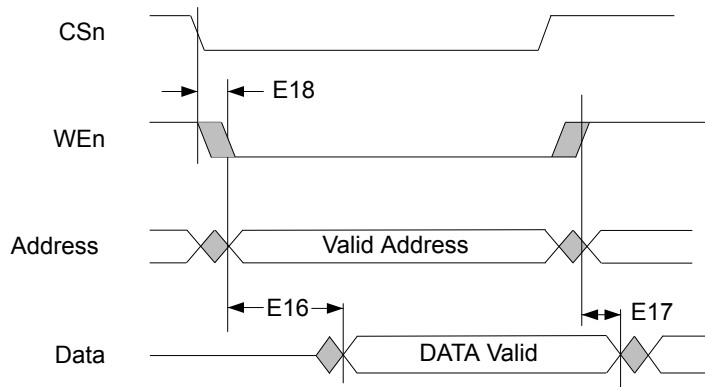 CSn
E18
WEn
Address
Valid Address
E16
E17
Data
DATA Valid